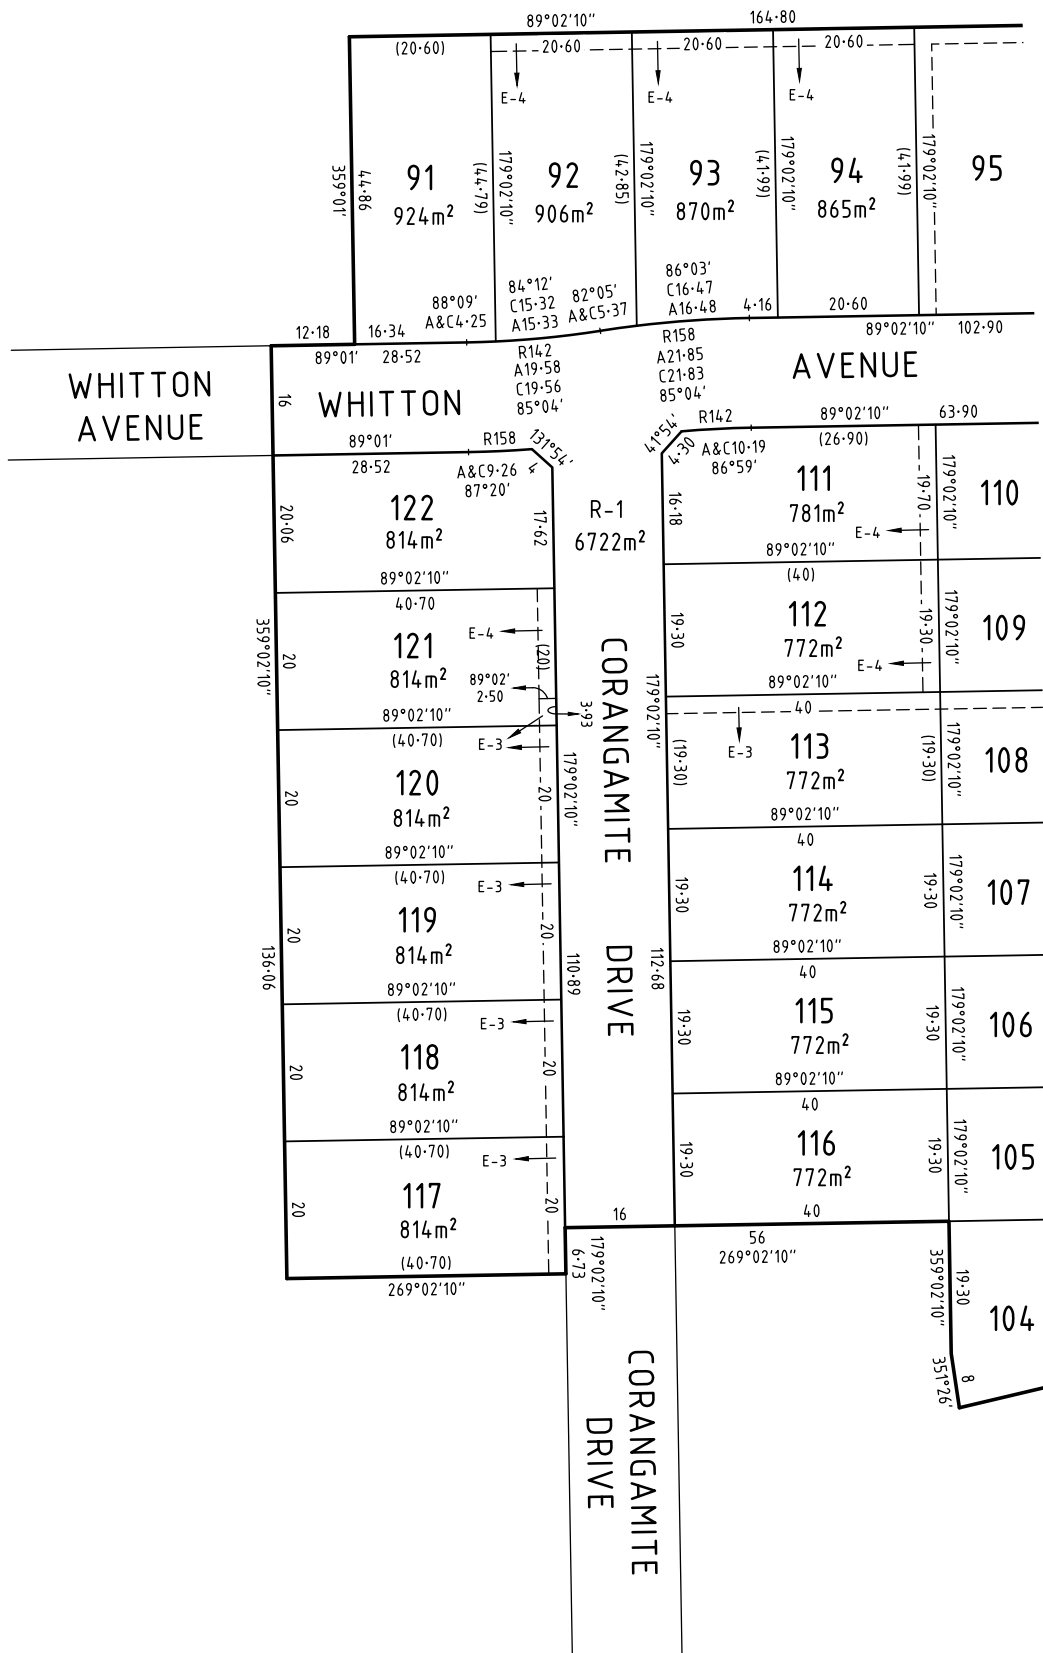 89°02'10" 164·80
(20·60) 20·60 20·60 20·60
E-4 E-4 E-4
359°01'
44·86
91
924m²
(44·79)
179°02'10"
92
906m²
(42·85)
179°02'10"
93
870m²
(41·99)
179°02'10"
94
865m²
(41·99)
179°02'10"
95
88°09'
A&C4·25
84°12'
C15·32
A15·33
82°05'
A&C5·37
86°03'
C16·47
A16·48
4·16
20·60
12·18 16·34
89°02'10" 102·90
89°01' 28·52
R142
A19·58
C19·56
85°04'
R158
A21·85
C21·83
85°04'
WHITTON
AVENUE
16
WHITTON
AVENUE
89°01'
R158
131°54'
41°54'
R142
89°02'10"
63·90
28·52
A&C9·26
87°20'
4
4·30
A&C10·19
86°59'
(26·90)
20·06
122
814m²
17·62
R-1
6722m²
16·18
111
781m²
19·70
E-4
179°02'10"
110
89°02'10"
89°02'10"
40·70
(40)
359°02'10"
20
121
814m²
E-4
(20)
89°02'
2·50
3·93
19·30
112
772m²
19·30
E-4
179°02'10"
109
89°02'10"
89°02'10"
(40·70)
E-3
E-3
40
E-3
20
120
814m²
20
179°02'10"
CORANGAMITE
DRIVE
179°02'10"
(19·30)
113
772m²
(19·30)
179°02'10"
108
89°02'10"
89°02'10"
(40·70)
E-3
40
136·06
20
119
814m²
20
110·89
112·68
19·30
114
772m²
19·30
179°02'10"
107
89°02'10"
89°02'10"
(40·70)
E-3
40
20
118
814m²
20
19·30
115
772m²
19·30
179°02'10"
106
89°02'10"
89°02'10"
(40·70)
E-3
40
20
117
814m²
20
19·30
116
772m²
19·30
179°02'10"
105
(40·70)
16
40
269°02'10"
179°02'10"
6·73
56
269°02'10"
359°02'10"
19·30
104
351°26'
8
CORANGAMITE
DRIVE